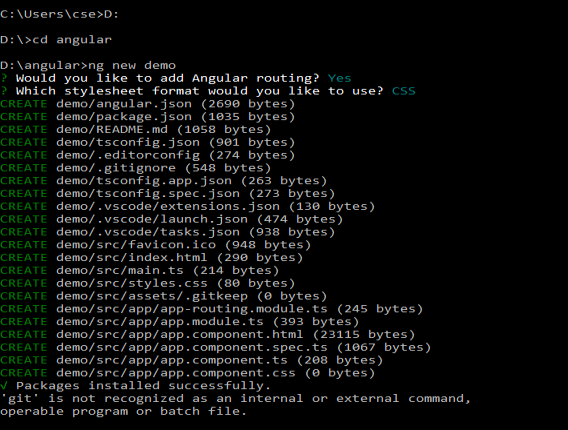 C:\Users\cse>D:
D:\>cd angular
D:\angular>ng new demo
? Would you like to add Angular routing? Yes
? Which stylesheet format would you like to use? CSS
CREATE demo/angular.json (2690 bytes)
CREATE demo/package.json (1035 bytes)
CREATE demo/README.md (1058 bytes)
CREATE demo/tsconfig.json (901 bytes)
CREATE demo/.editorconfig (274 bytes)
CREATE demo/.gitignore (548 bytes)
CREATE demo/tsconfig.app.json (263 bytes)
CREATE demo/tsconfig.spec.json (273 bytes)
CREATE demo/.vscode/extensions.json (130 bytes)
CREATE demo/.vscode/launch.json (474 bytes)
CREATE demo/.vscode/tasks.json (938 bytes)
CREATE demo/src/favicon.ico (948 bytes)
CREATE demo/src/index.html (290 bytes)
CREATE demo/src/main.ts (214 bytes)
CREATE demo/src/styles.css (80 bytes)
CREATE demo/src/assets/.gitkeep (0 bytes)
CREATE demo/src/app/app-routing.module.ts (245 bytes)
CREATE demo/src/app/app.module.ts (393 bytes)
CREATE demo/src/app/app.component.html (23115 bytes)
CREATE demo/src/app/app.component.spec.ts (1067 bytes)
CREATE demo/src/app/app.component.ts (208 bytes)
CREATE demo/src/app/app.component.css (0 bytes)
√ Packages installed successfully.
'git' is not recognized as an internal or external command,
operable program or batch file.